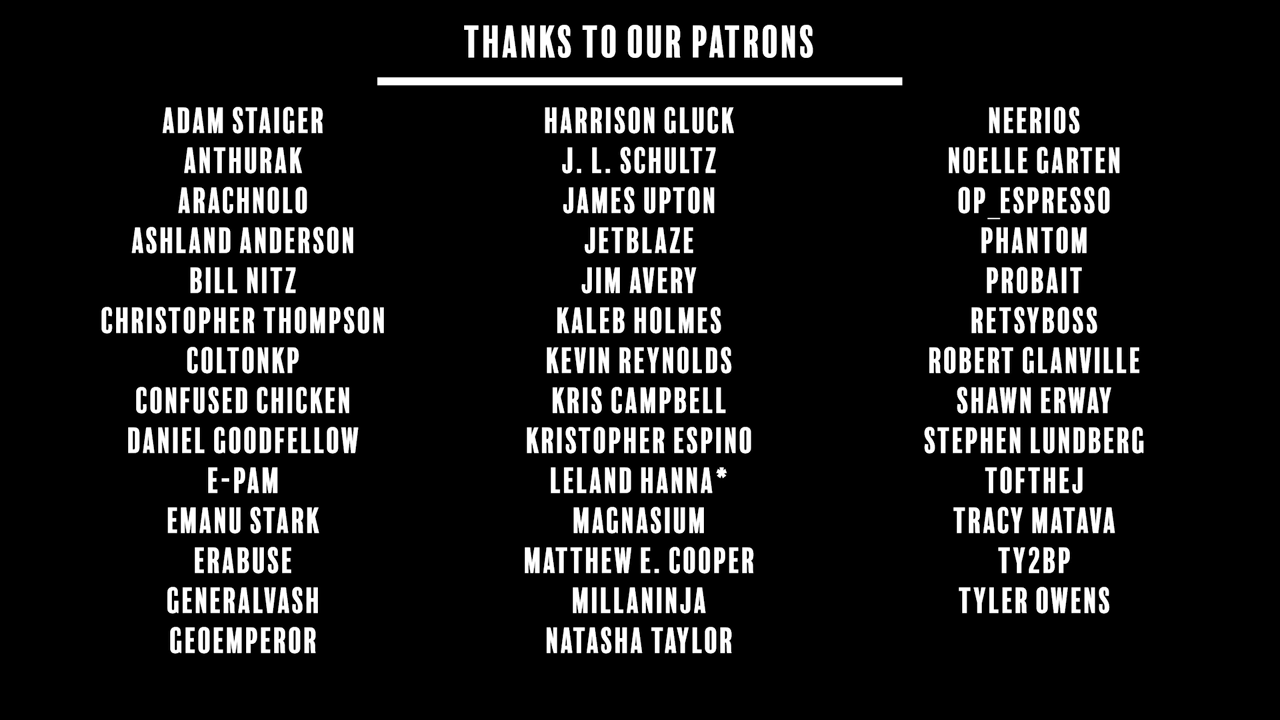 THANKS TO OUR PATRONS
ADAM STAIGER
ANTHURAK
ARACHNOLO
ASHLAND ANDERSON
BILL NITZ
CHRISTOPHER THOMPSON
COLTONKP
CONFUSED CHICKEN
DANIEL GOODFELLOW
E-PAM
EMANU STARK
ERABUSE
GENERALVASH
GEOEMPEROR
HARRISON GLUCK
J. L. SCHULTZ
JAMES UPTON
JETBLAZE
JIM AVERY
KALEB HOLMES
KEVIN REYNOLDS
KRIS CAMPBELL
KRISTOPHER ESPINO
LELAND HANNA*
MAGNASIUM
MATTHEW E. COOPER
MILLANINJA
NATASHA TAYLOR
NEERIOS
NOELLE GARTEN
OP_ESPRESSO
PHANTOM
PROBAIT
RETSYBOSS
ROBERT GLANVILLE
SHAWN ERWAY
STEPHEN LUNDBERG
TOFTHEJ
TRACY MATAVA
TY2BP
TYLER OWENS